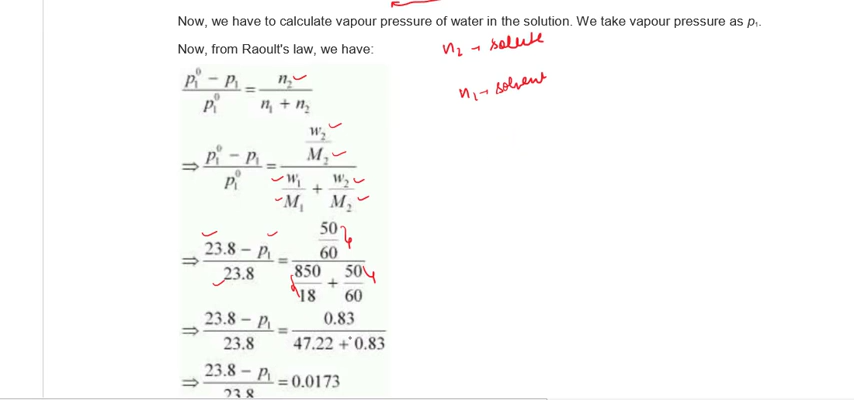 Now, we have to calculate vapour pressure of water in the solution. We take vapour pressure as p₁.
n₂ → solute
Now, from Raoult's law, we have:
n₁ → solvent
(p₁⁰ − p₁)/p₁⁰ = n₂/(n₁ + n₂)
⇒ (p₁⁰ − p₁)/p₁⁰ = (w₂/M₂)/(w₁/M₁ + w₂/M₂)
⇒ (23.8 − p₁)/23.8 = (50/60)/(850/18 + 50/60)
⇒ (23.8 − p₁)/23.8 = 0.83/(47.22 + 0.83)
⇒ (23.8 − p₁)/23.8 = 0.0173